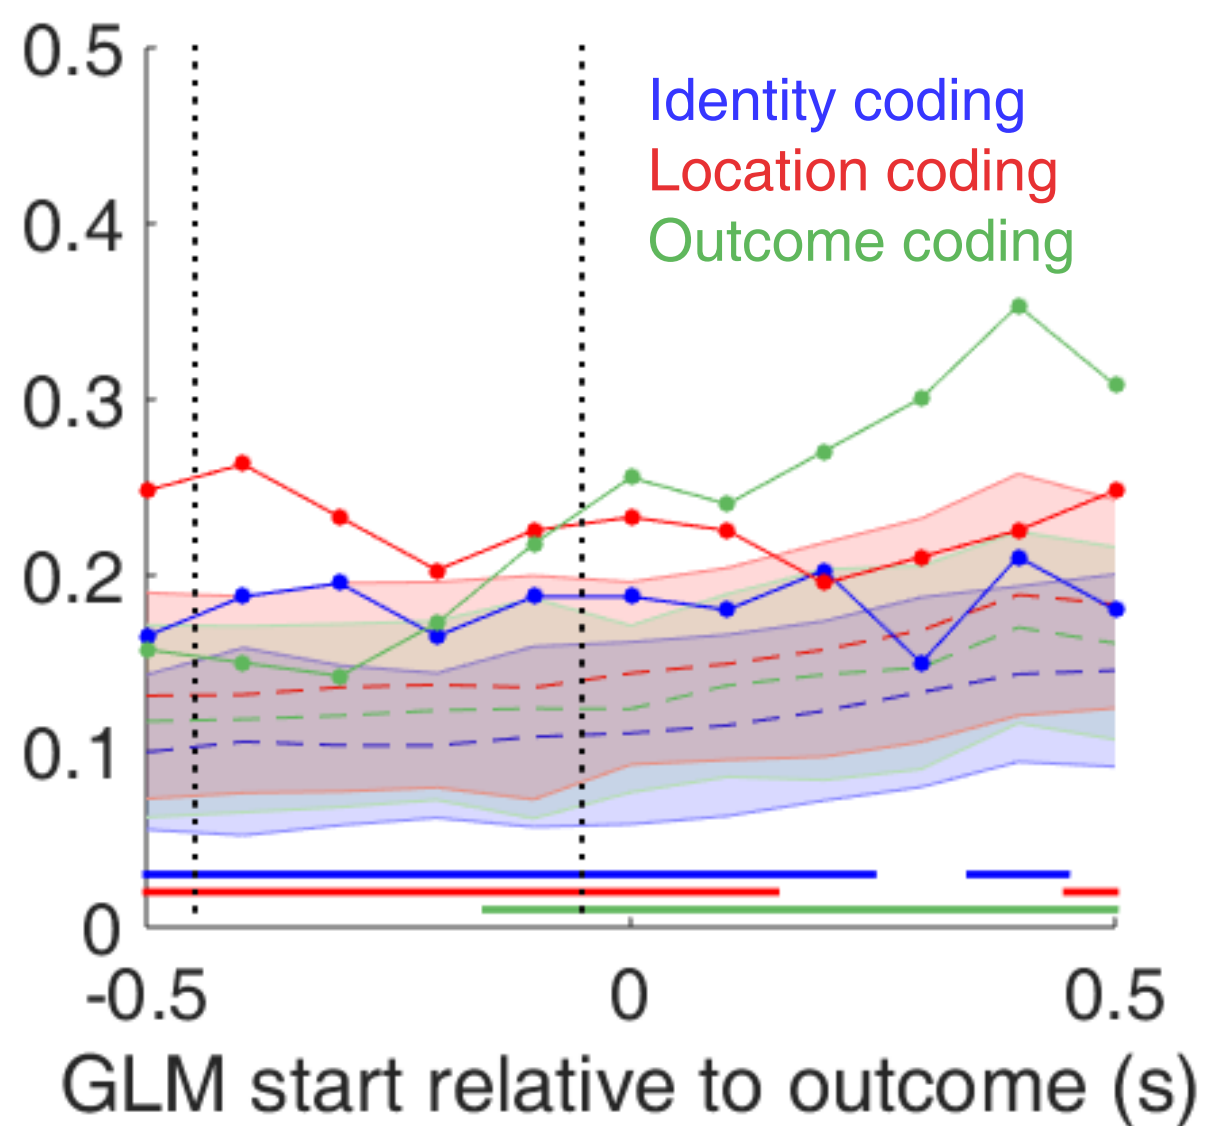 0.5
0.4
0.3
0.2
0.1
0
Identity coding
Location coding
Outcome coding
-0.5 0 0.5
GLM start relative to outcome (s)